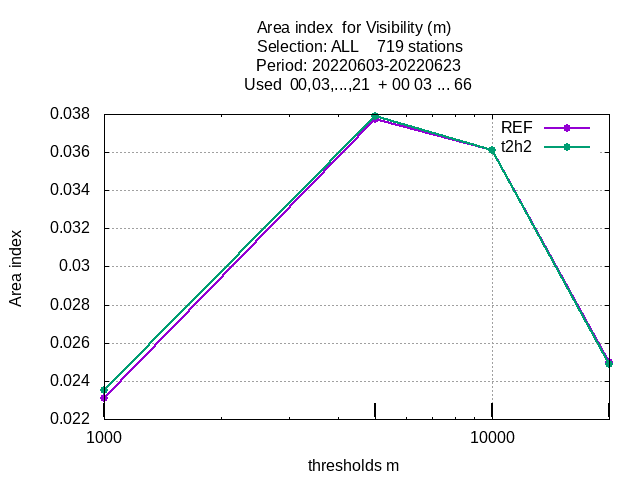 Area index  for Visibility (m)
Selection: ALL    719 stations
Period: 20220603-20220623
Used  00,03,...,21  + 00 03 ... 66
REF
t2h2
0.038
0.036
0.034
0.032
0.03
0.028
0.026
0.024
0.022
Area index
1000
10000
thresholds m